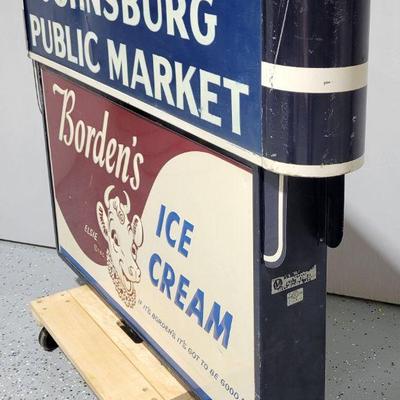 PUBLIC MARKET
Borden's
ELSIE
ICE
CREAM
IF IT'S BORDEN'S IT'S GOT TO BE GOOD